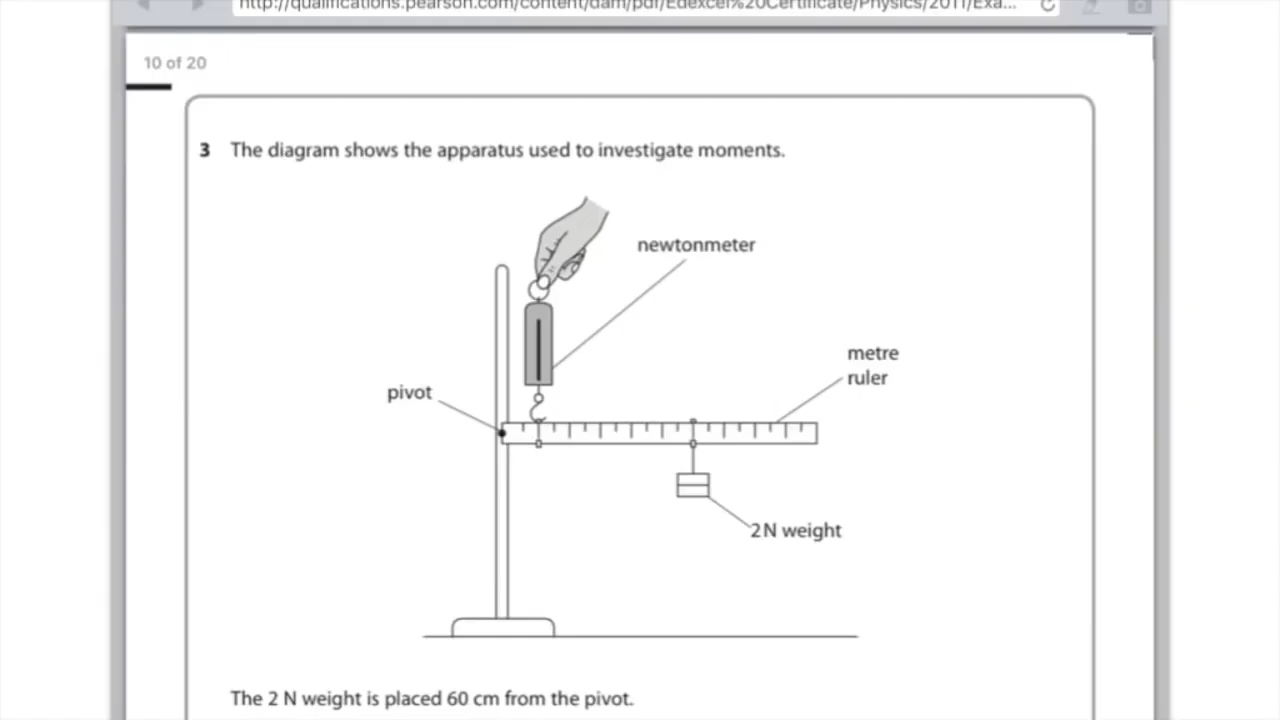 http://qualifications.pearson.com/content/dam/pdf/Edexcel%20Certificate/Physics/2011/Exa...
10 of 20
3 The diagram shows the apparatus used to investigate moments.
newtonmeter
metre
ruler
pivot
2 N weight
The 2 N weight is placed 60 cm from the pivot.